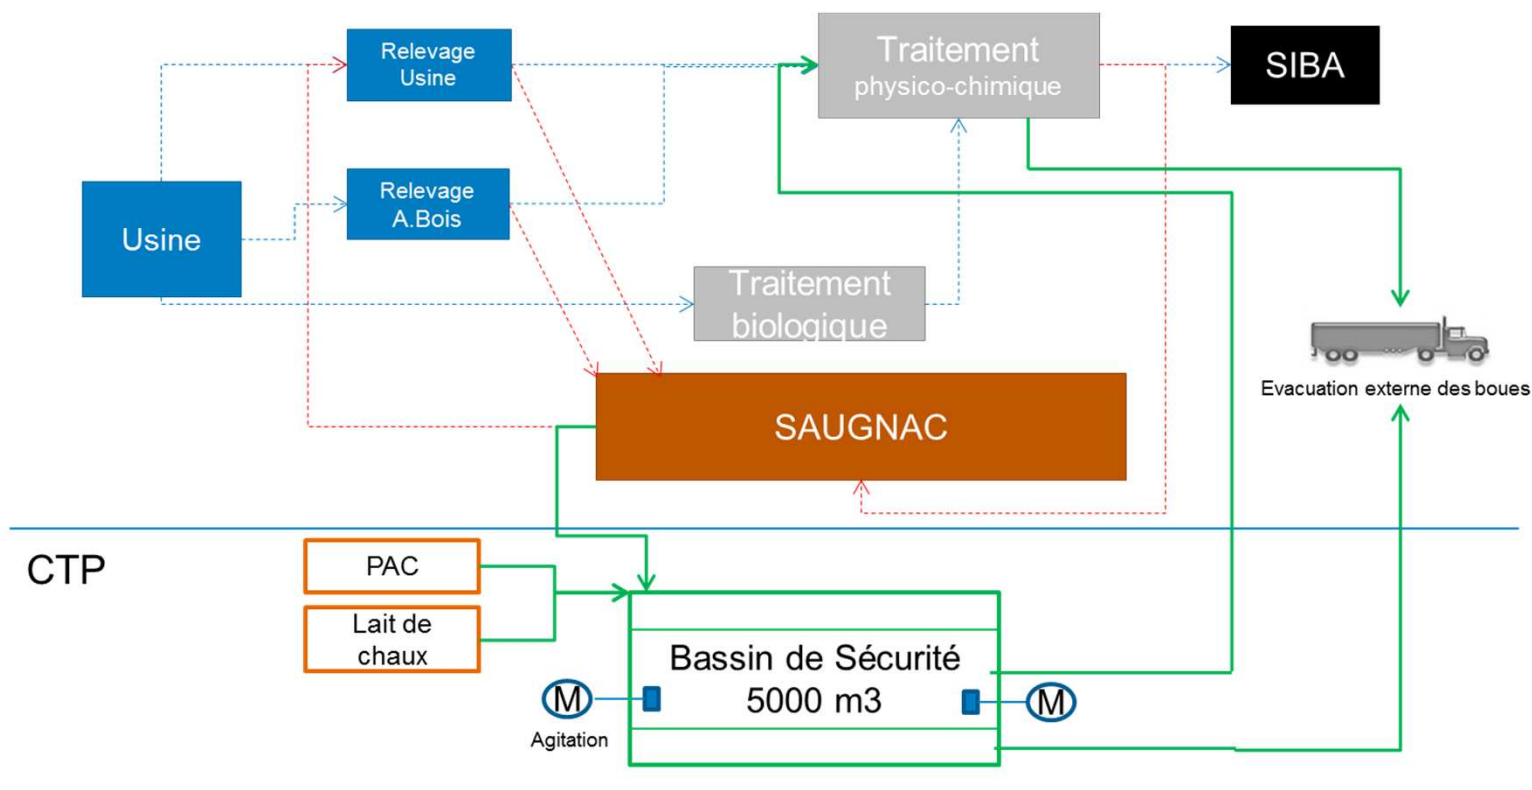 Relevage
Usine
Traitement
physico-chimique
SIBA
Relevage
A.Bois
Usine
Traitement
biologique
Evacuation externe des boues
SAUGNAC
CTP
PAC
Lait de
chaux
Bassin de Sécurité
5000 m3
M
M
Agitation